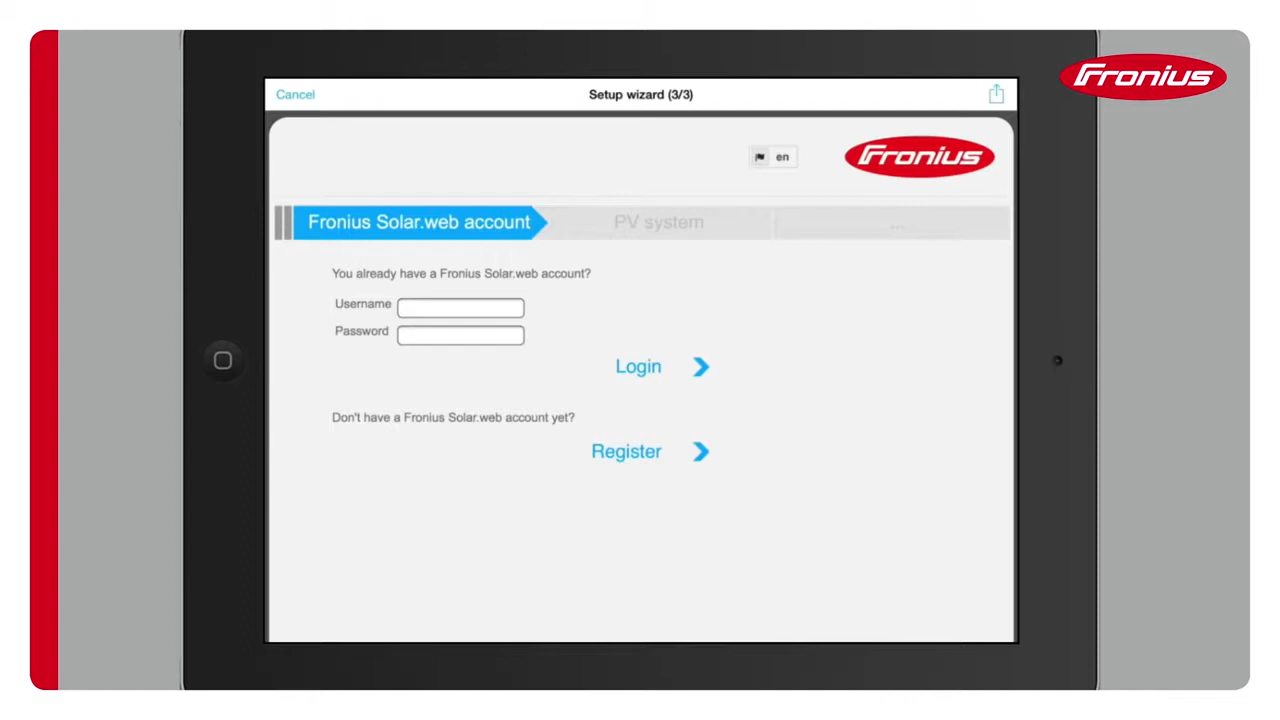 Fronius
Cancel
Setup wizard (3/3)
en
Fronius
Fronius Solar.web account
PV system
....
You already have a Fronius Solar.web account?
Username
Password
Login
Don't have a Fronius Solar.web account yet?
Register